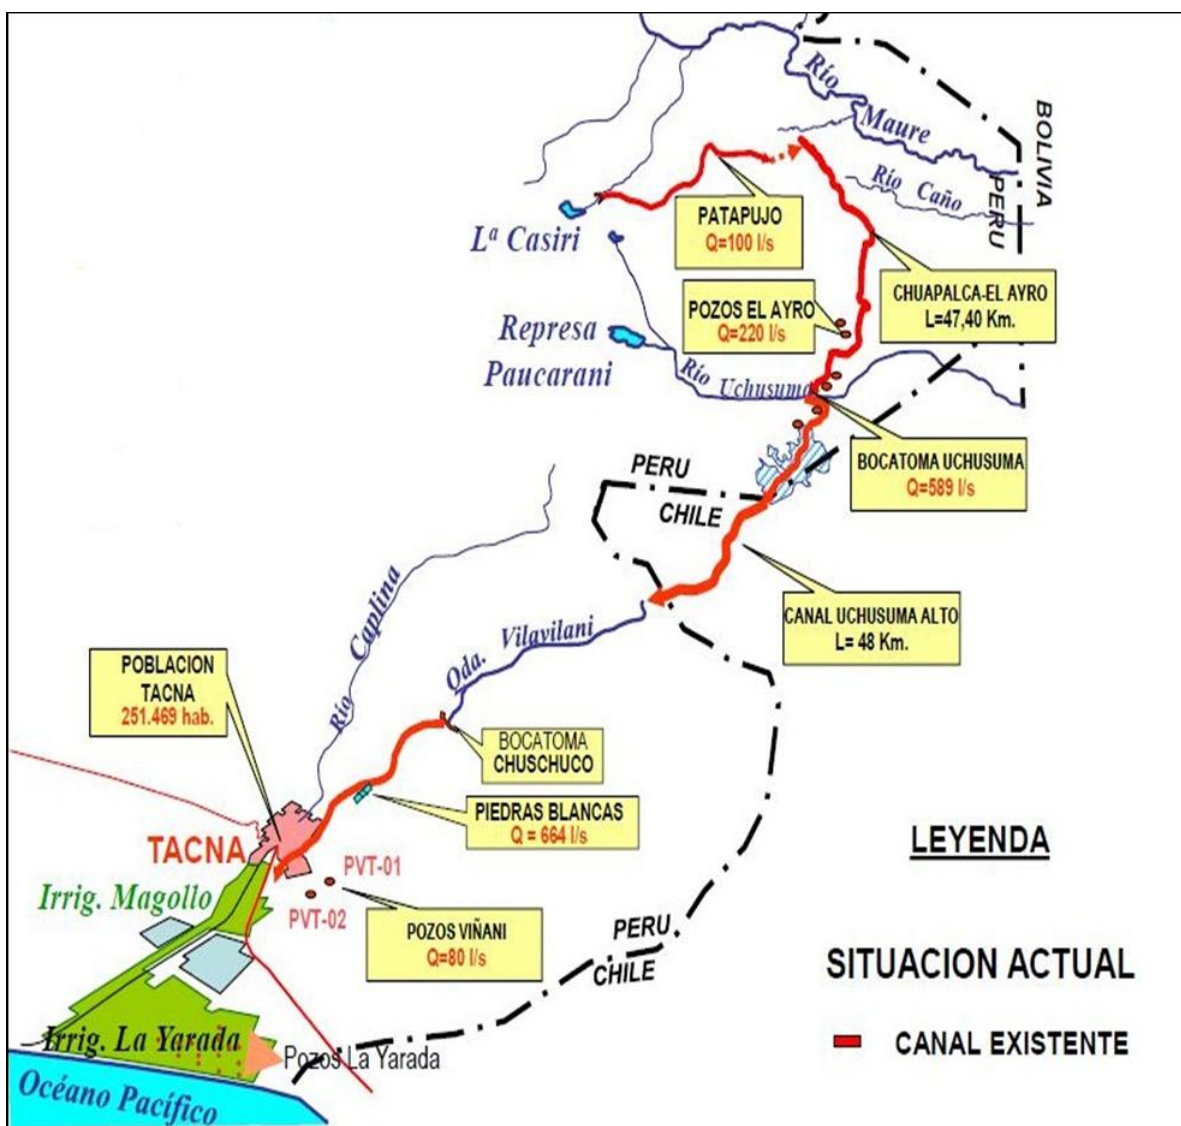 Río
Maure
BOLIVIA
PERU
Río Caño
PATAPUJO
Q=100 l/s
Lª Casiri
CHUAPALCA-EL AYRO
L=47,40 Km.
POZOS EL AYRO
Q=220 l/s
Represa
Paucarani
Río Uchusuma
BOCATOMA UCHUSUMA
Q=589 l/s
PERU
CHILE
CANAL UCHUSUMA ALTO
L= 48 Km.
Río Caplina
Qda. Vilavilani
POBLACION
TACNA
251.469 hab.
BOCATOMA
CHUSCHUCO
PIEDRAS BLANCAS
Q = 664 l/s
TACNA
PVT-01
PVT-02
Irrig. Magollo
POZOS VIÑANI
Q=80 l/s
PERU
CHILE
LEYENDA
SITUACION ACTUAL
CANAL EXISTENTE
Irrig. La Yarada
Pozos La Yarada
Océano Pacífico